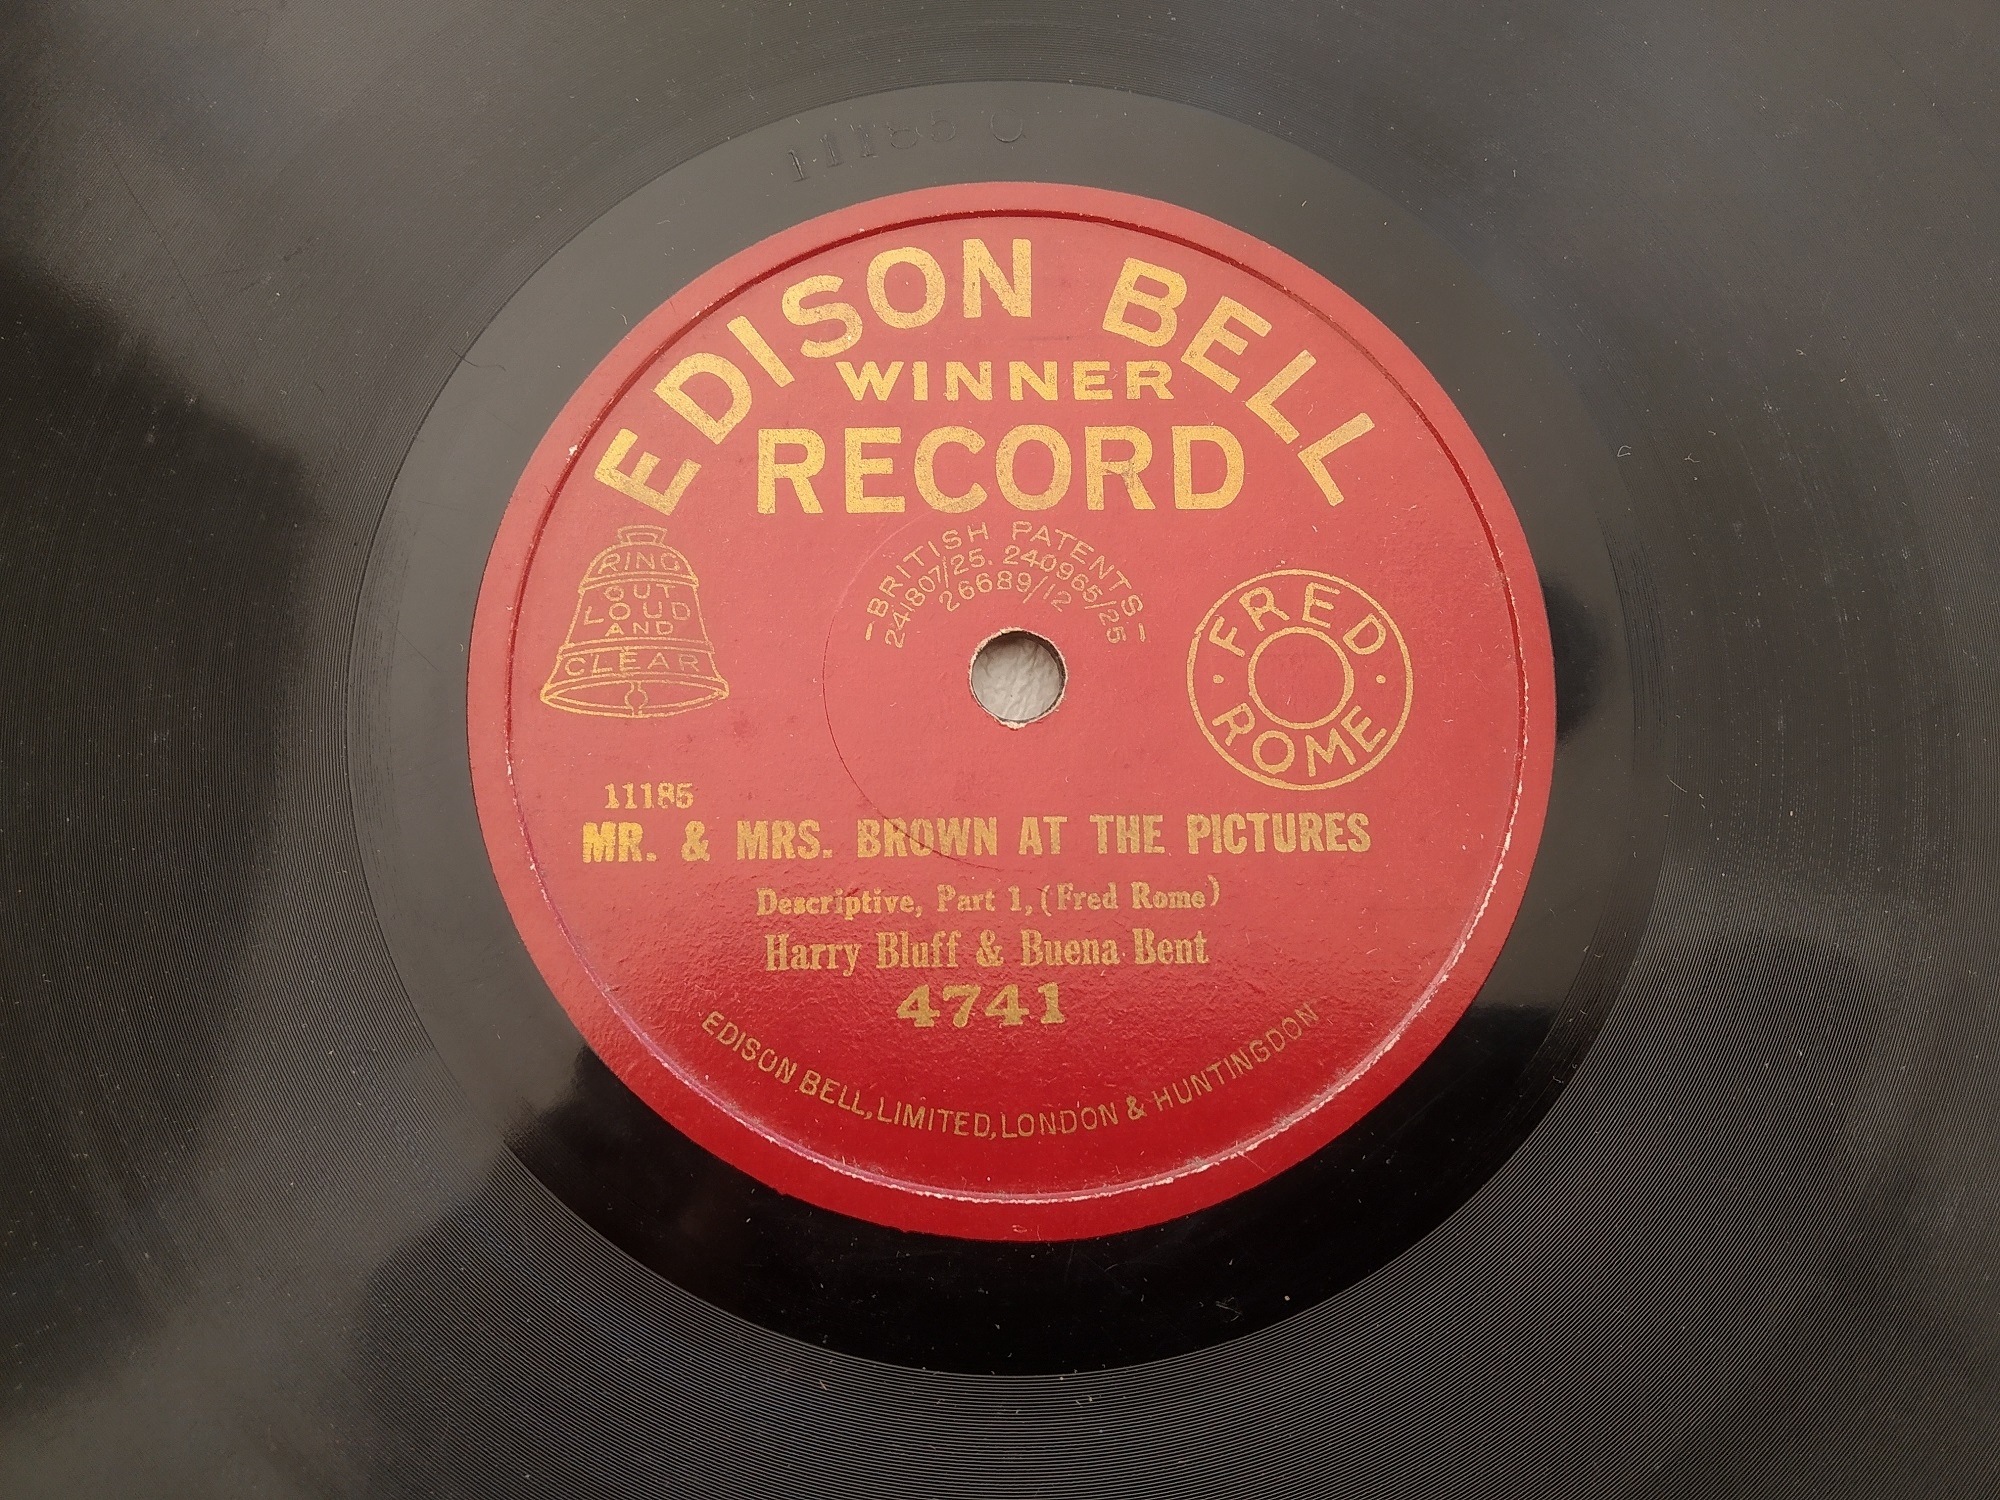 11185
EDISON BELL
WINNER
RECORD
-BRITISH PATENTS-
241807/25. 240965/25
26689/12
RING
OUT
LOUD
AND
CLEAR
·FRED·
ROME
11185
MR. & MRS. BROWN AT THE PICTURES
Descriptive, Part 1, (Fred Rome)
Harry Bluff & Buena Bent
4741
EDISON BELL, LIMITED, LONDON & HUNTINGDON